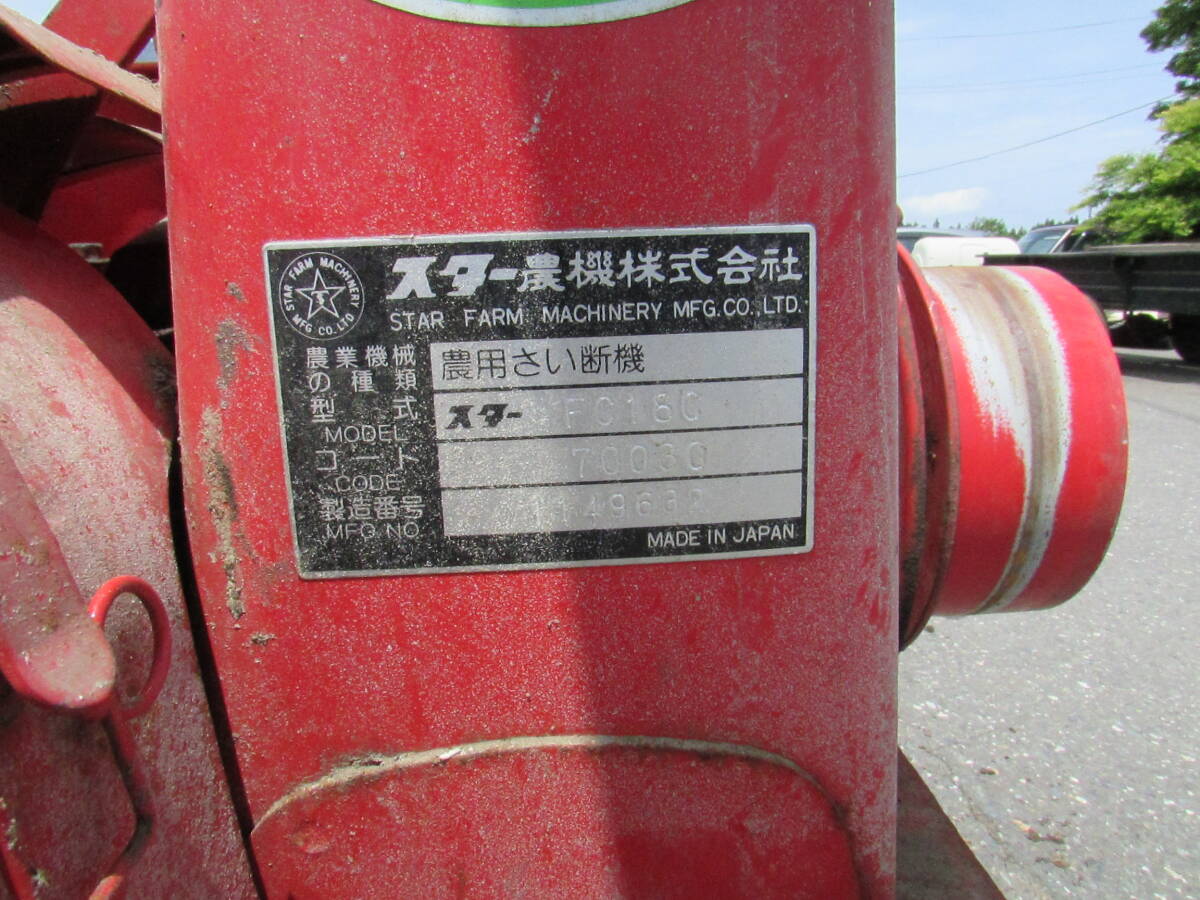 スター農機株式会社
STAR FARM MACHINERY MFG.CO.,LTD.
STAR FARM MACHINERY MFG CO.LTD.
農業機械の種類 農用さい断機
型式 MODEL スター FC16C
コード CODE 70030
製造番号 MFG NO
MADE IN JAPAN